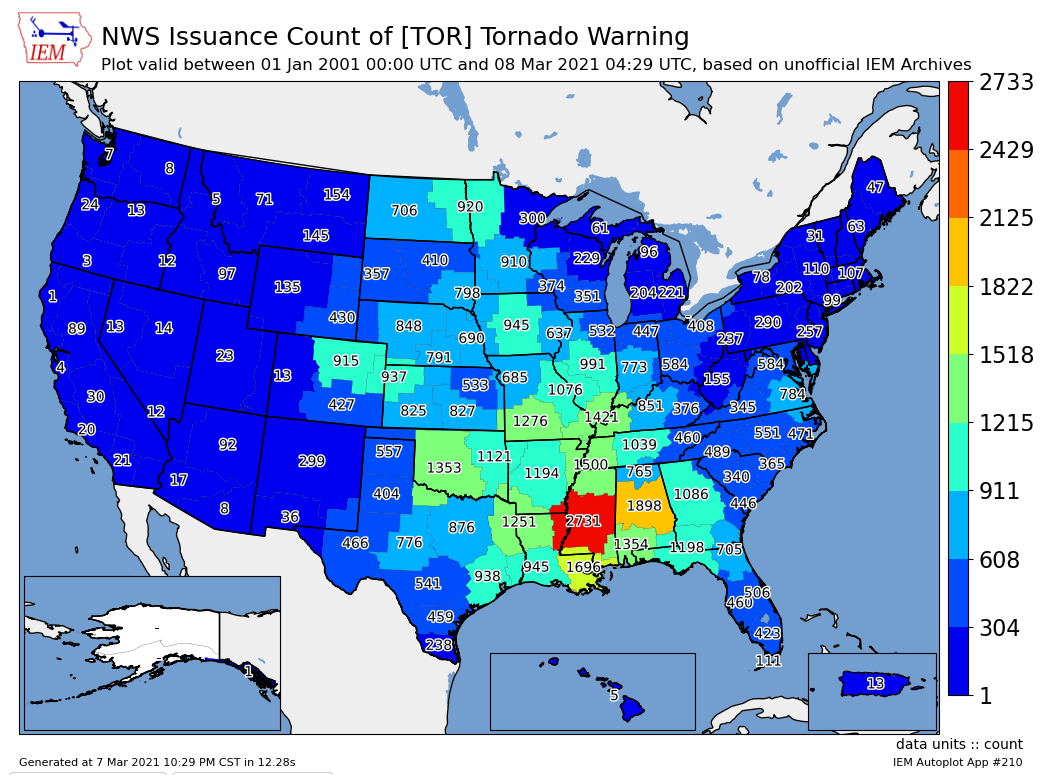 IEM
NWS Issuance Count of [TOR] Tornado Warning
Plot valid between 01 Jan 2001 00:00 UTC and 08 Mar 2021 04:29 UTC, based on unofficial IEM Archives
2733
7
2429
8
154
47
24 13 5 71
706 920 300
2125
61 31 63
145
96
3 12 97
357 410 910 229
78 110 107
135
374
204 221
202
1 798 351
99
1822
430
89 13 14
848 945 637 532 447 408 290 257
690
237
23
915 791
991 773 584 584
1518
4 13
937 533 685
155
30
1076
784
427
825 827
851 376 345
12
1276 1421
1215
20
92
551 471
1039 460
21
299
557 1121
489 365
1353 1194 1500 765
17
340
404
1086
911
8 36
1898 446
876 1251 2731
466 776
1354 1198 705
608
541 938 945 1696
506
460
459
423
304
238
111
1
13
5
1
data units :: count
Generated at 7 Mar 2021 10:29 PM CST in 12.28s
IEM Autoplot App #210